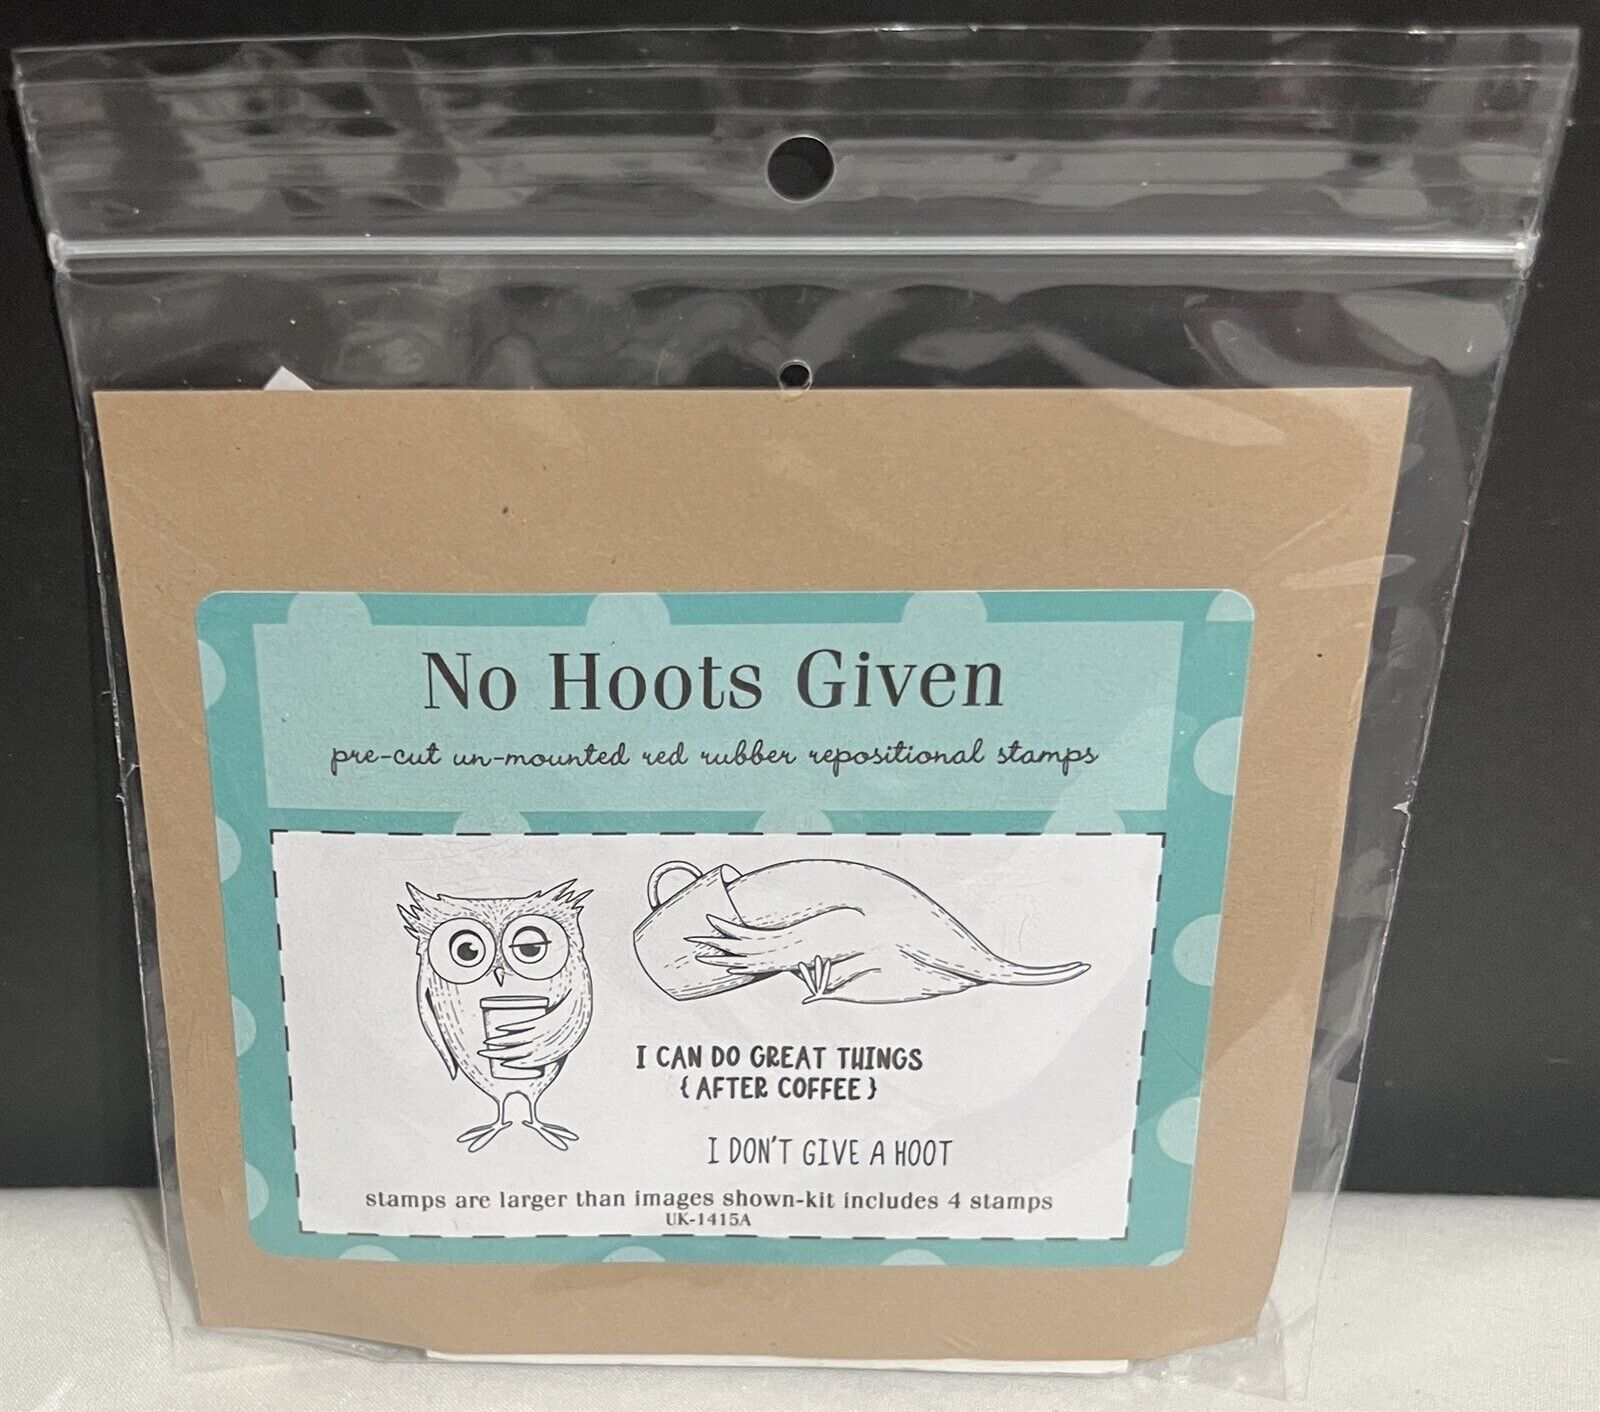 No Hoots Given
pre-cut un-mounted red rubber repositional stamps
I CAN DO GREAT THINGS
{ AFTER COFFEE }
I DON'T GIVE A HOOT
stamps are larger than images shown-kit includes 4 stamps
UK-1415A